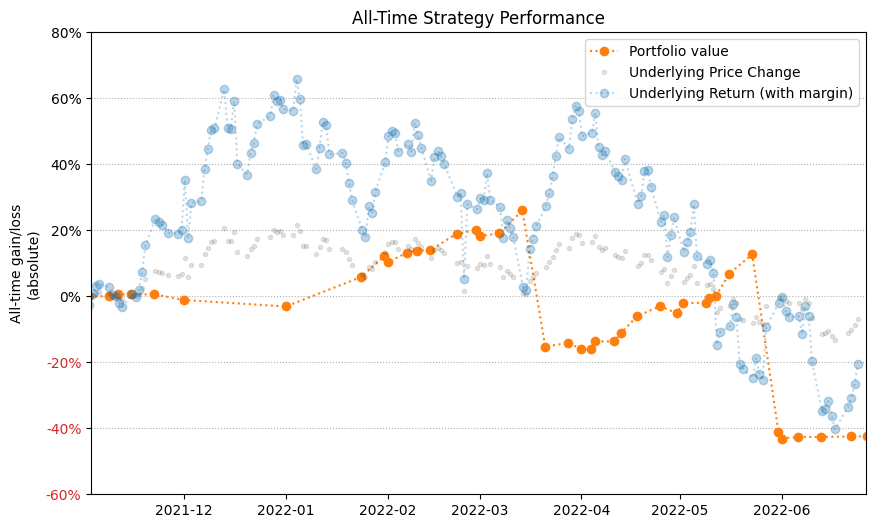 All-Time Strategy Performance
80%
60%
40%
20%
0%
-20%
-40%
-60%
All-time gain/loss
(absolute)
Portfolio value
Underlying Price Change
Underlying Return (with margin)
2021-12
2022-01
2022-02
2022-03
2022-04
2022-05
2022-06